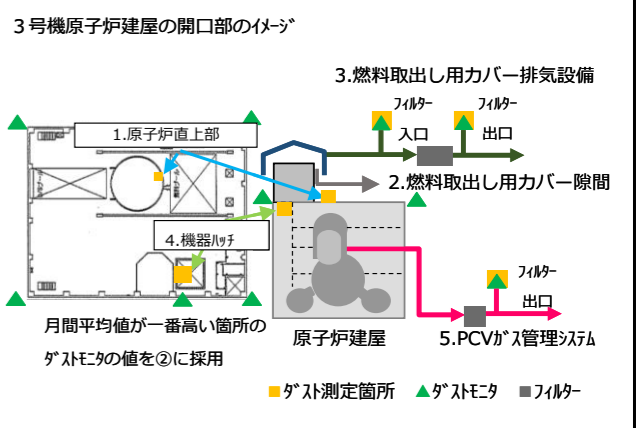 3号機原子炉建屋の開口部のｲﾒｰｼﾞ
3.燃料取出し用カバー排気設備
ﾌｨﾙﾀｰ
ﾌｨﾙﾀｰ
入口
出口
1.原子炉直上部
2.燃料取出し用カバー隙間
4.機器ﾊｯﾁ
ﾌｨﾙﾀｰ
出口
月間平均値が一番高い箇所の
ﾀﾞｽﾄﾓﾆﾀの値を②に採用
原子炉建屋
5.PCVｶﾞｽ管理ｼｽﾃﾑ
ﾀﾞｽﾄ測定箇所
ﾀﾞｽﾄﾓﾆﾀ
ﾌｨﾙﾀｰ